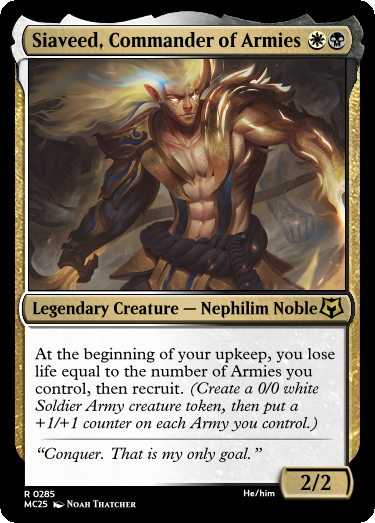 Siaveed, Commander of Armies
Legendary Creature — Nephilim Noble
At the beginning of your upkeep, you lose
life equal to the number of Armies you
control, then recruit. (Create a 0/0 white
Soldier Army creature token, then put a
+1/+1 counter on each Army you control.)
“Conquer. That is my only goal.”
2/2
R 0285
He/him
MC25 Noah Thatcher